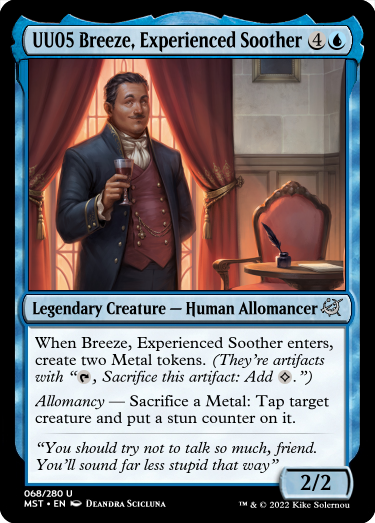 UU05 Breeze, Experienced Soother 4
Legendary Creature — Human Allomancer
When Breeze, Experienced Soother enters,
create two Metal tokens. (They’re artifacts
with “, Sacrifice this artifact: Add .”)
Allomancy — Sacrifice a Metal: Tap target
creature and put a stun counter on it.
“You should try not to talk so much, friend.
You’ll sound far less stupid that way”
2/2
068/280 U
MST • EN Deandra Scicluna
™ & © 2022 Kike Solernou